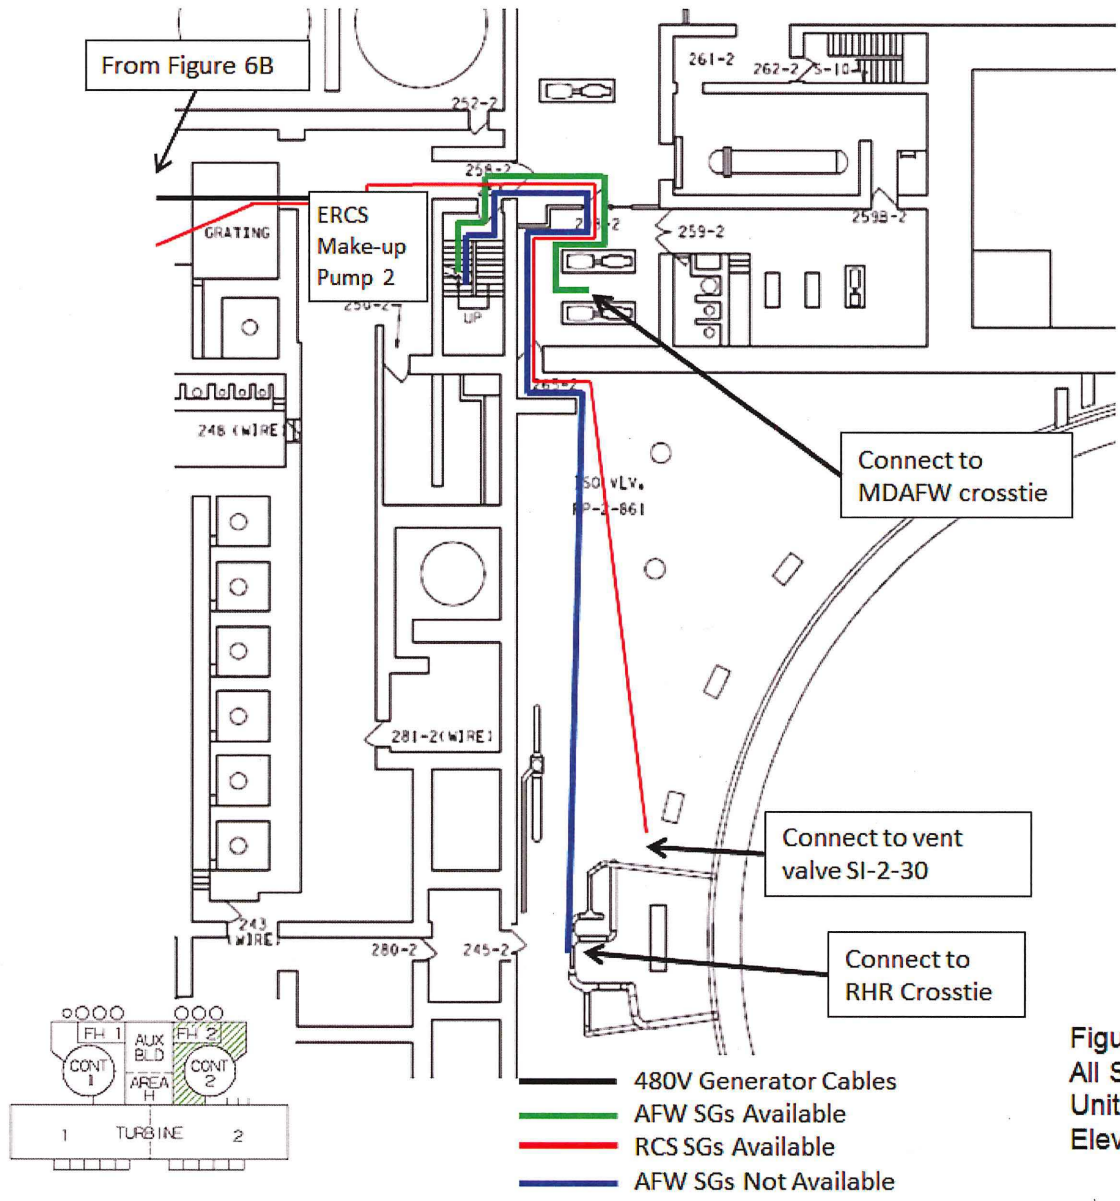 From Figure 6B
261-2
262-2
S-10
252-2
258-2
ERCS
Make-up
Pump 2
GRATING
259B-2
259-2
UP
265-2
248 (WIRE)
Connect to
MDAFW crosstie
ISO VLV.
FP-2-861
281-2(WIRE)
Connect to vent
valve SI-2-30
243
(WIRE)
280-2
245-2
Connect to
RHR Crosstie
FH 1
AUX
BLD
FH 2
CONT
1
CONT
2
AREA
H
1
TURBINE
2
480V Generator Cables
AFW SGs Available
RCS SGs Available
AFW SGs Not Available
Figu
All S
Unit
Elev